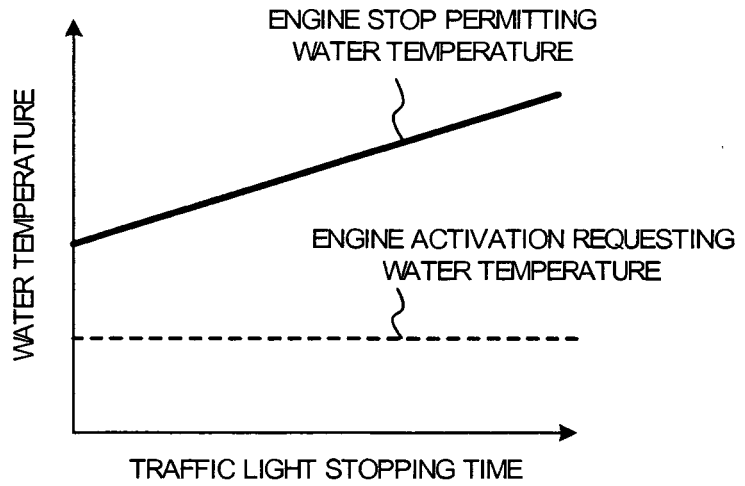 ENGINE STOP PERMITTING
WATER TEMPERATURE
WATER TEMPERATURE
ENGINE ACTIVATION REQUESTING
WATER TEMPERATURE
TRAFFIC LIGHT STOPPING TIME